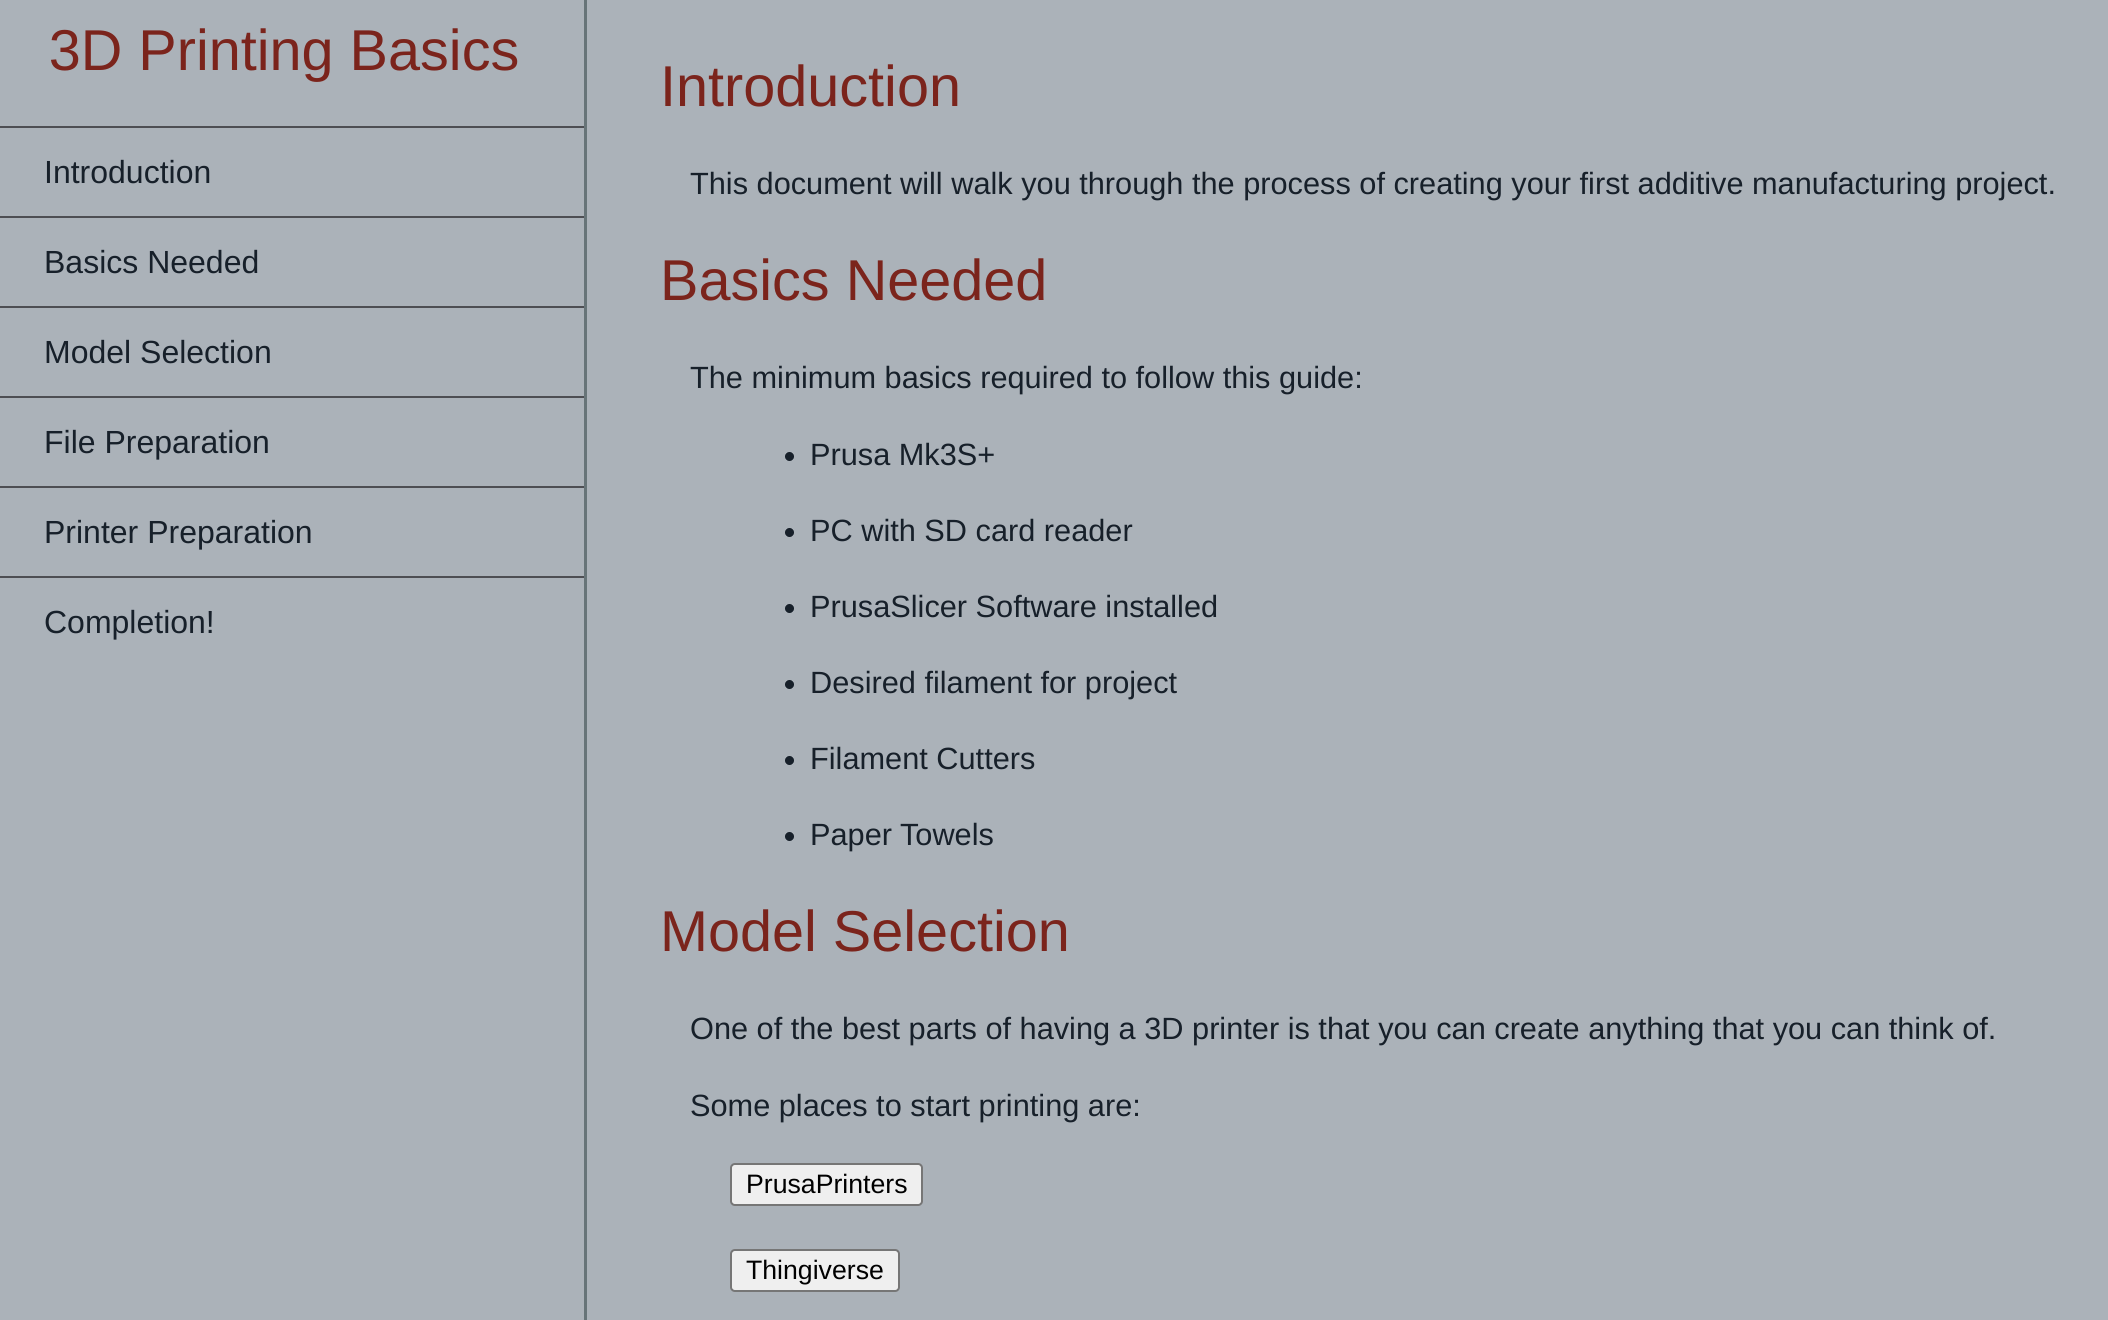 3D Printing Basics
Introduction
Basics Needed
Model Selection
File Preparation
Printer Preparation
Completion!
Introduction
This document will walk you through the process of creating your first additive manufacturing project.
Basics Needed
The minimum basics required to follow this guide:
Prusa Mk3S+
PC with SD card reader
PrusaSlicer Software installed
Desired filament for project
Filament Cutters
Paper Towels
Model Selection
One of the best parts of having a 3D printer is that you can create anything that you can think of.
Some places to start printing are:
PrusaPrinters
Thingiverse